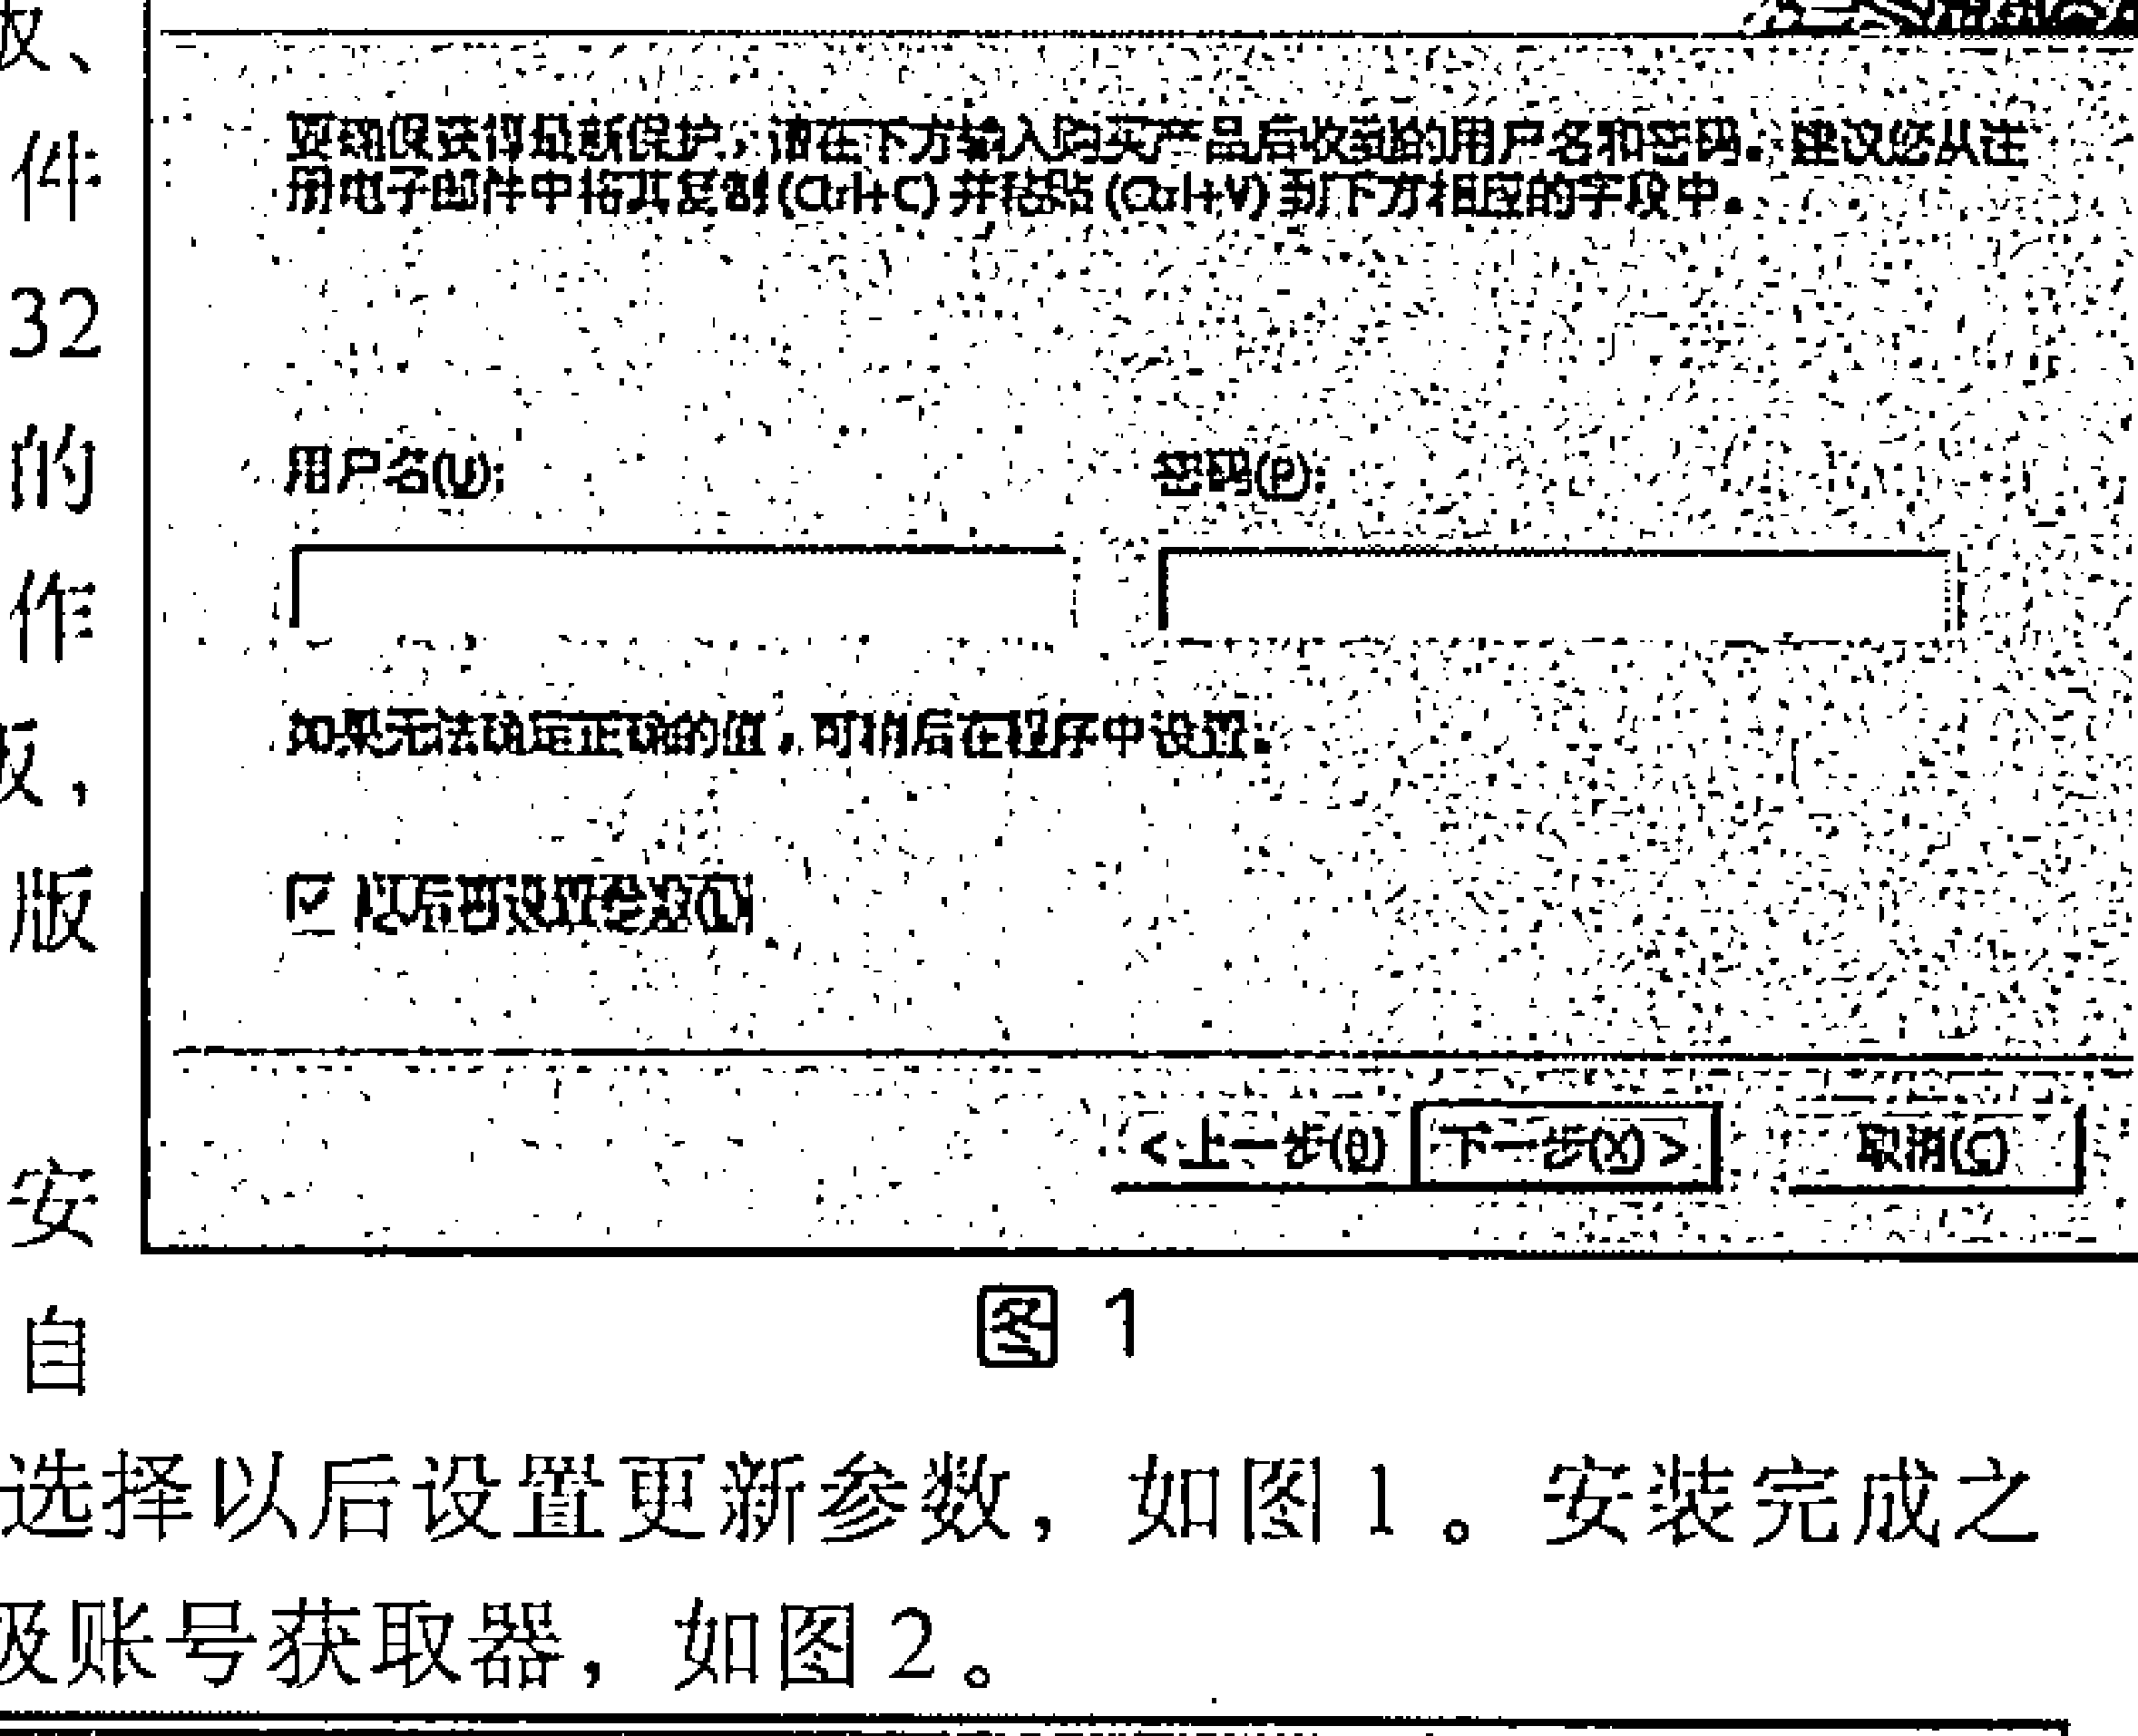 版、
件
32
的
作
版，
版
安
自
要确保获得最新保护，请在下方输入购买产品后收到的用户名和密码。建议您从注
册电子邮件中将其复制(Ctrl+C)并粘贴(Ctrl+V)到下方相应的字段中。
用户名(U):
密码(P):
如果无法确定正确的值，可稍后在程序中设置。
以后再设置参数(L)
<上一步(B)
下一步(X)>
取消(C)
图 1
选择以后设置更新参数，如图 1 。安装完成之
级账号获取器，如图 2 。